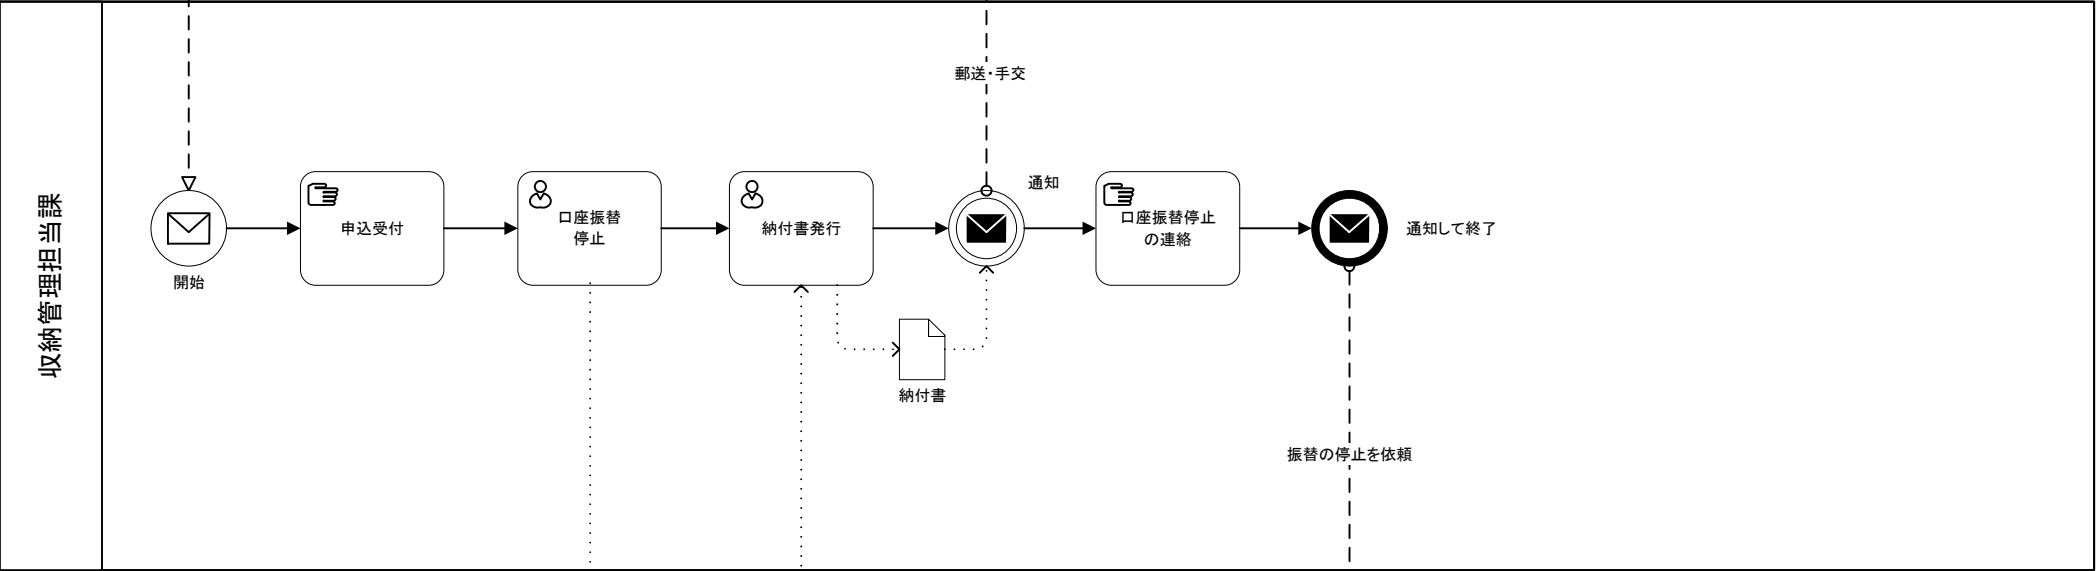 収納管理担当課
郵送・手交
開始
申込受付
口座振替
停止
納付書発行
通知
口座振替停止
の連絡
通知して終了
納付書
振替の停止を依頼